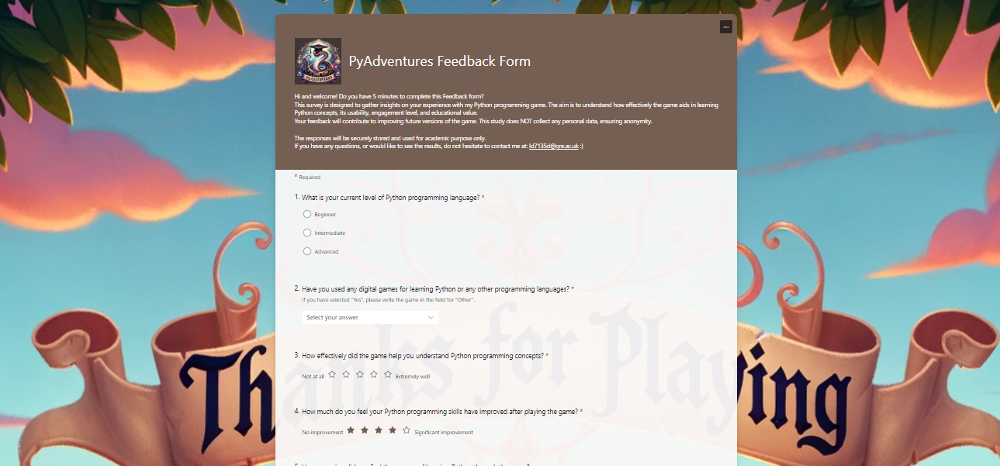 ...
PYADVENTURES
PyAdventures Feedback Form
Hi and welcome! Do you have 5 minutes to complete this Feedback form?
This survey is designed to gather insights on your experience with my Python programming game. The aim is to understand how effectively the game aids in learning
Python concepts, its usability, engagement level, and educational value.
Your feedback will contribute to improving future versions of the game. This study does NOT collect any personal data, ensuring anonymity.
The responses will be securely stored and used for academic purpose only.
If you have any questions, or would like to see the results, do not hesitate to contact me at: ld7135d@gre.ac.uk :)
* Required
1. What is your current level of Python programming language? *
Beginner
Intermediate
Advanced
2. Have you used any digital games for learning Python or any other programming languages? *
If you have selected "Yes", please write the game in the field for "Other".
Select your answer
Thanks for Playing
3. How effectively did the game help you understand Python programming concepts? *
Not at all Extremely well
4. How much do you feel your Python programming skills have improved after playing the game? *
No improvement Significant improvement